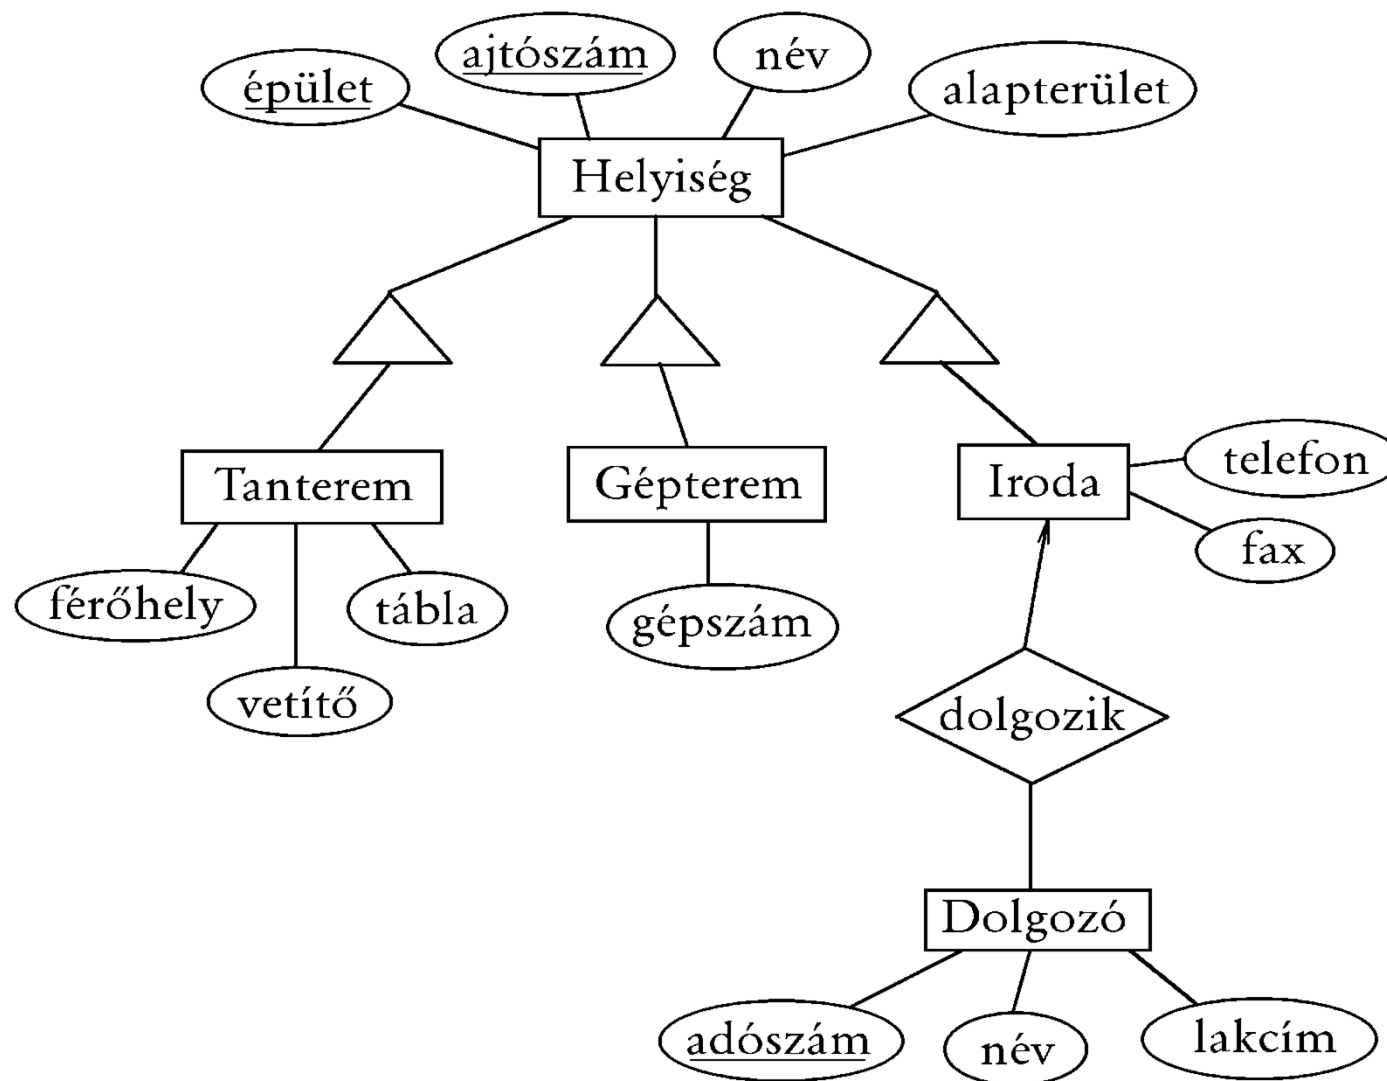 épület
ajtószám
név
alapterület
Helyiség
Tanterem
Gépterem
Iroda
telefon
fax
férőhely
vetítő
tábla
gépszám
dolgozik
Dolgozó
adószám
név
lakcím